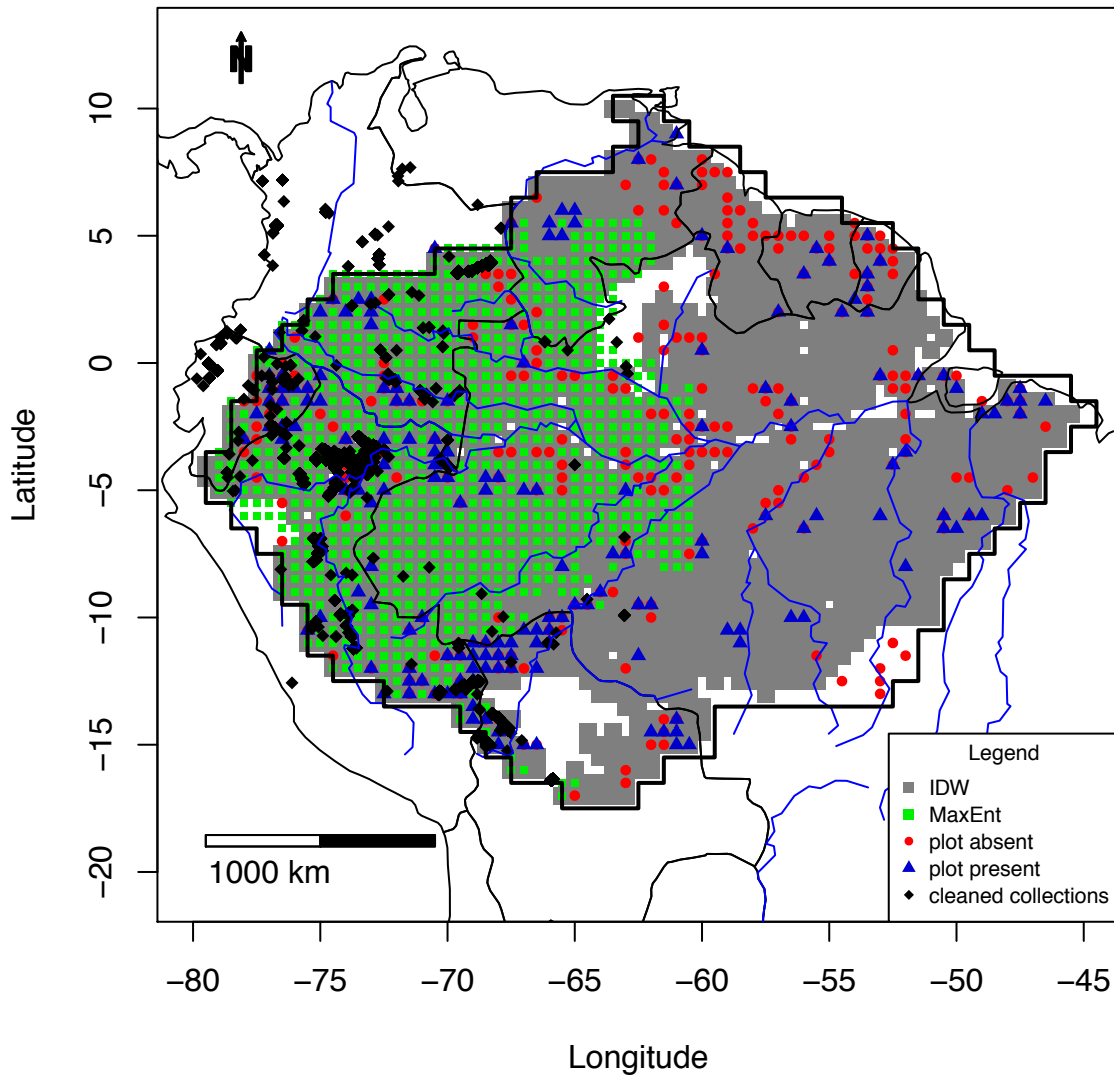 N
10
5
0
−5
−10
−15
−20
Latitude
1000 km
Legend
IDW
MaxEnt
plot absent
plot present
cleaned collections
−80 −75 −70 −65 −60 −55 −50 −45
Longitude